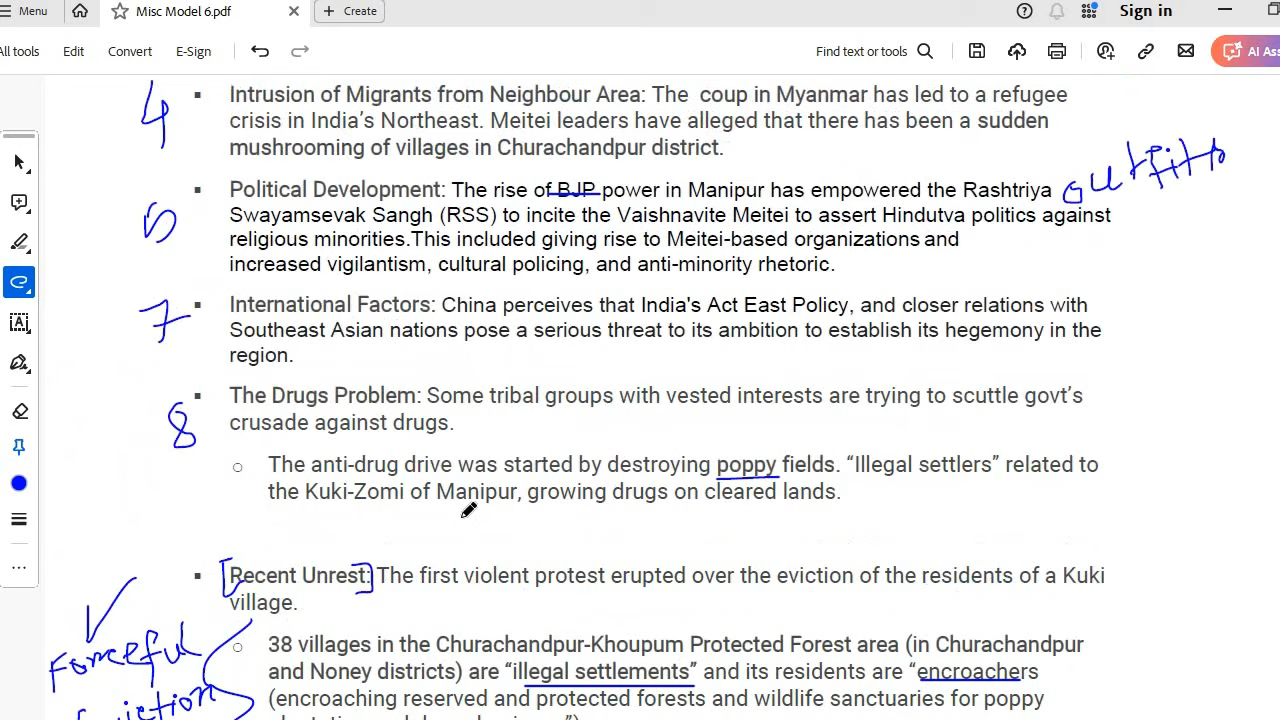 Menu
Misc Model 6.pdf
Create
Sign in
All tools
Edit
Convert
E-Sign
Find text or tools
AI Ass
4
Intrusion of Migrants from Neighbour Area: The coup in Myanmar has led to a refugee
crisis in India's Northeast. Meitei leaders have alleged that there has been a sudden
mushrooming of villages in Churachandpur district.
outfits
Political Development: The rise of BJP power in Manipur has empowered the Rashtriya
Swayamsevak Sangh (RSS) to incite the Vaishnavite Meitei to assert Hindutva politics against
religious minorities.This included giving rise to Meitei-based organizations and
increased vigilantism, cultural policing, and anti-minority rhetoric.
7
International Factors: China perceives that India's Act East Policy, and closer relations with
Southeast Asian nations pose a serious threat to its ambition to establish its hegemony in the
region.
8
The Drugs Problem: Some tribal groups with vested interests are trying to scuttle govt's
crusade against drugs.
The anti-drug drive was started by destroying poppy fields. “Illegal settlers” related to
the Kuki-Zomi of Manipur, growing drugs on cleared lands.
[Recent Unrest:] The first violent protest erupted over the eviction of the residents of a Kuki
village.
Forceful
38 villages in the Churachandpur-Khoupum Protected Forest area (in Churachandpur
and Noney districts) are “illegal settlements” and its residents are “encroachers
eviction
(encroaching reserved and protected forests and wildlife sanctuaries for poppy